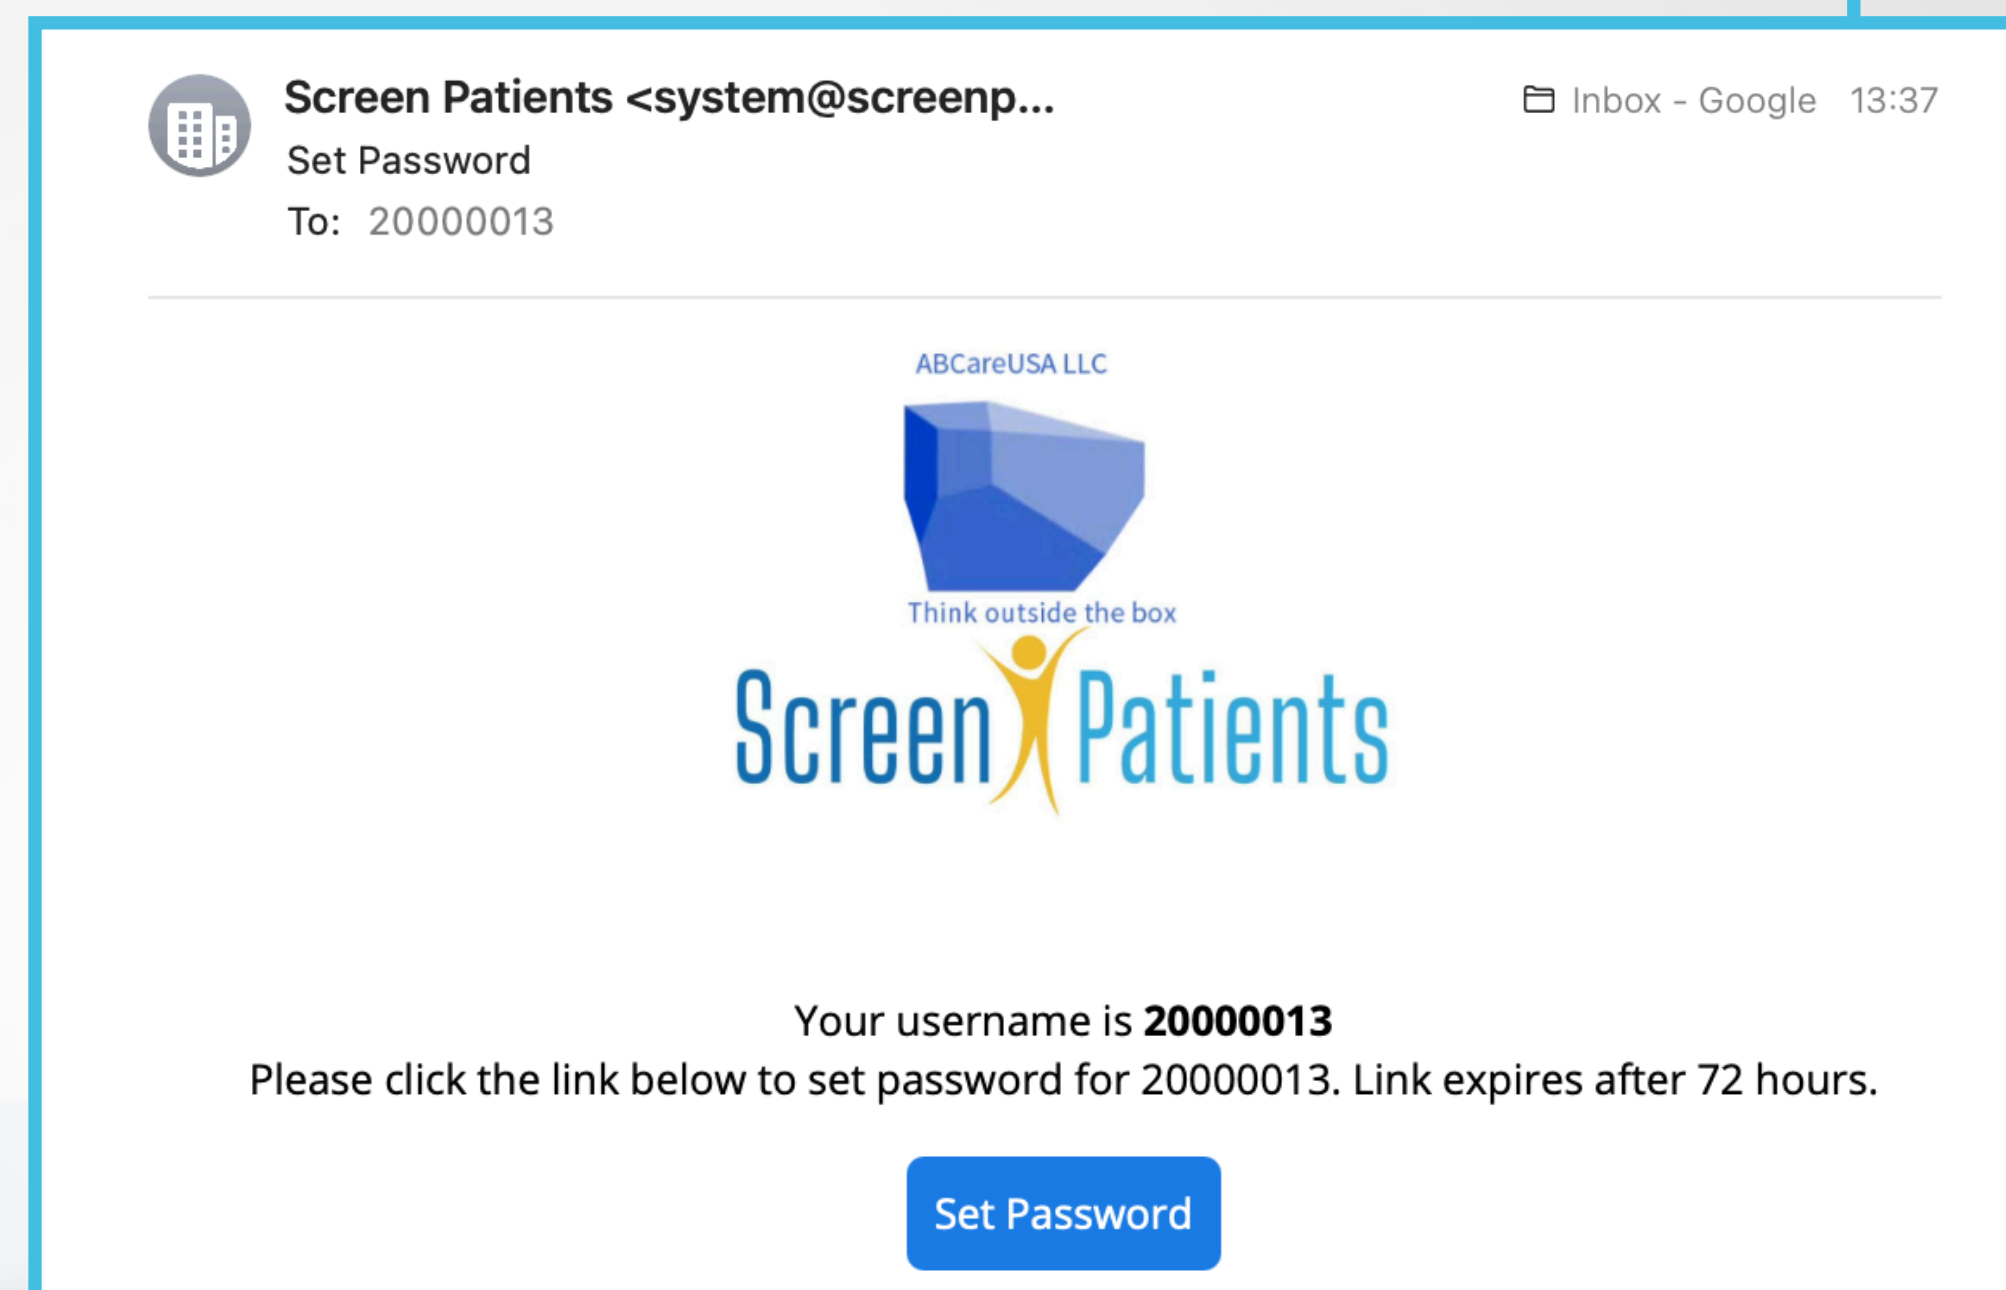 Screen Patients <system@screenp...
Inbox - Google 13:37
Set Password
To: 20000013
ABCareUSA LLC
Think outside the box
Screen Patients
Your username is 20000013
Please click the link below to set password for 20000013. Link expires after 72 hours.
Set Password